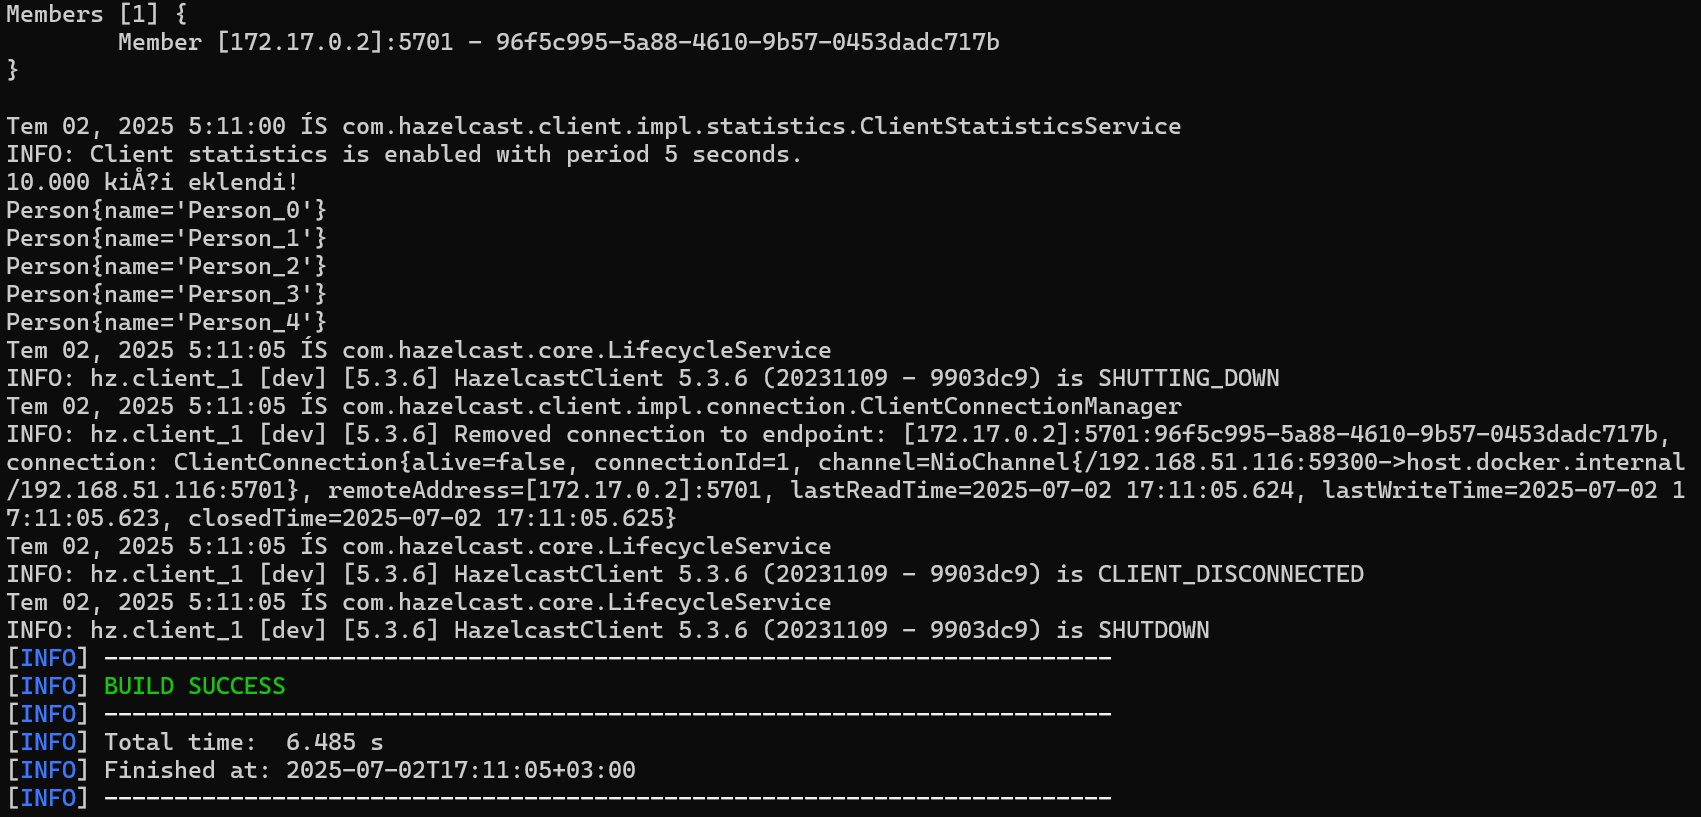 Members [1] {
        Member [172.17.0.2]:5701 - 96f5c995-5a88-4610-9b57-0453dadc717b
}

Tem 02, 2025 5:11:00 ÍS com.hazelcast.client.impl.statistics.ClientStatisticsService
INFO: Client statistics is enabled with period 5 seconds.
10.000 kiÅ?i eklendi!
Person{name='Person_0'}
Person{name='Person_1'}
Person{name='Person_2'}
Person{name='Person_3'}
Person{name='Person_4'}
Tem 02, 2025 5:11:05 ÍS com.hazelcast.core.LifecycleService
INFO: hz.client_1 [dev] [5.3.6] HazelcastClient 5.3.6 (20231109 - 9903dc9) is SHUTTING_DOWN
Tem 02, 2025 5:11:05 ÍS com.hazelcast.client.impl.connection.ClientConnectionManager
INFO: hz.client_1 [dev] [5.3.6] Removed connection to endpoint: [172.17.0.2]:5701:96f5c995-5a88-4610-9b57-0453dadc717b,
connection: ClientConnection{alive=false, connectionId=1, channel=NioChannel{/192.168.51.116:59300->host.docker.internal
/192.168.51.116:5701}, remoteAddress=[172.17.0.2]:5701, lastReadTime=2025-07-02 17:11:05.624, lastWriteTime=2025-07-02 1
7:11:05.623, closedTime=2025-07-02 17:11:05.625}
Tem 02, 2025 5:11:05 ÍS com.hazelcast.core.LifecycleService
INFO: hz.client_1 [dev] [5.3.6] HazelcastClient 5.3.6 (20231109 - 9903dc9) is CLIENT_DISCONNECTED
Tem 02, 2025 5:11:05 ÍS com.hazelcast.core.LifecycleService
INFO: hz.client_1 [dev] [5.3.6] HazelcastClient 5.3.6 (20231109 - 9903dc9) is SHUTDOWN
[INFO] ------------------------------------------------------------------------
[INFO] BUILD SUCCESS
[INFO] ------------------------------------------------------------------------
[INFO] Total time:  6.485 s
[INFO] Finished at: 2025-07-02T17:11:05+03:00
[INFO] ------------------------------------------------------------------------